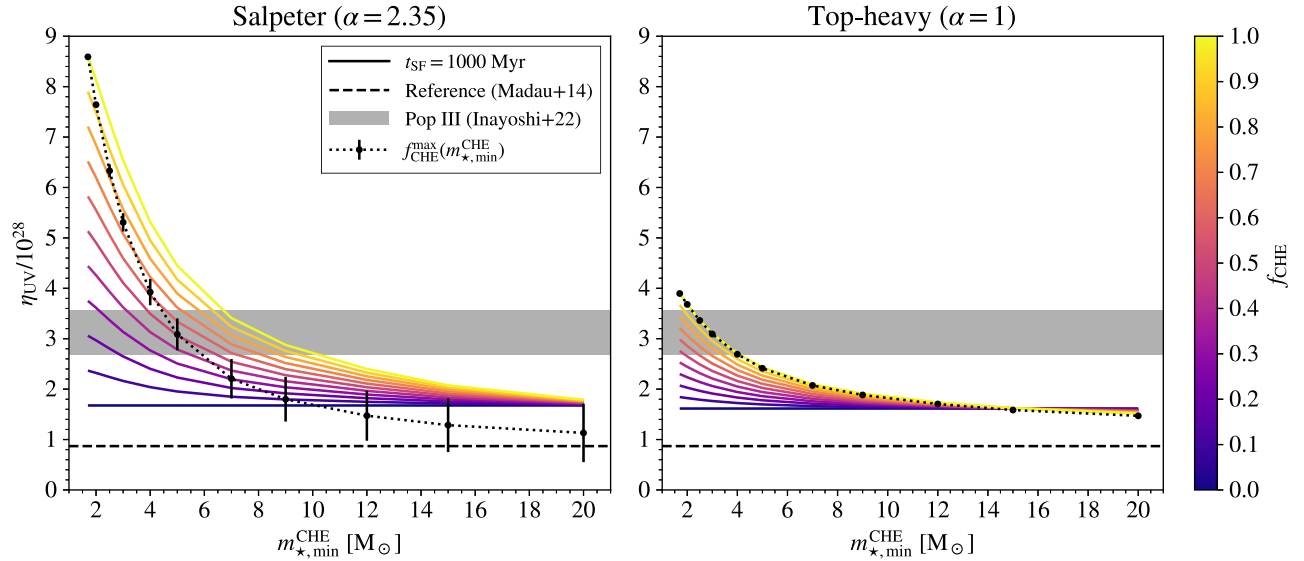 Salpeter (α = 2.35)
9
8
7
6
5
4
3
2
1
0
η_UV/10^28
t_SF = 1000 Myr
Reference (Madau+14)
Pop III (Inayoshi+22)
f_CHE^max(m_⋆,min^CHE)
2 4 6 8 10 12 14 16 18 20
m_⋆,min^CHE [M_⊙]
Top-heavy (α = 1)
9
8
7
6
5
4
3
2
1
0
2 4 6 8 10 12 14 16 18 20
m_⋆,min^CHE [M_⊙]
1.0
0.9
0.8
0.7
0.6
0.5
0.4
0.3
0.2
0.1
0.0
f_CHE